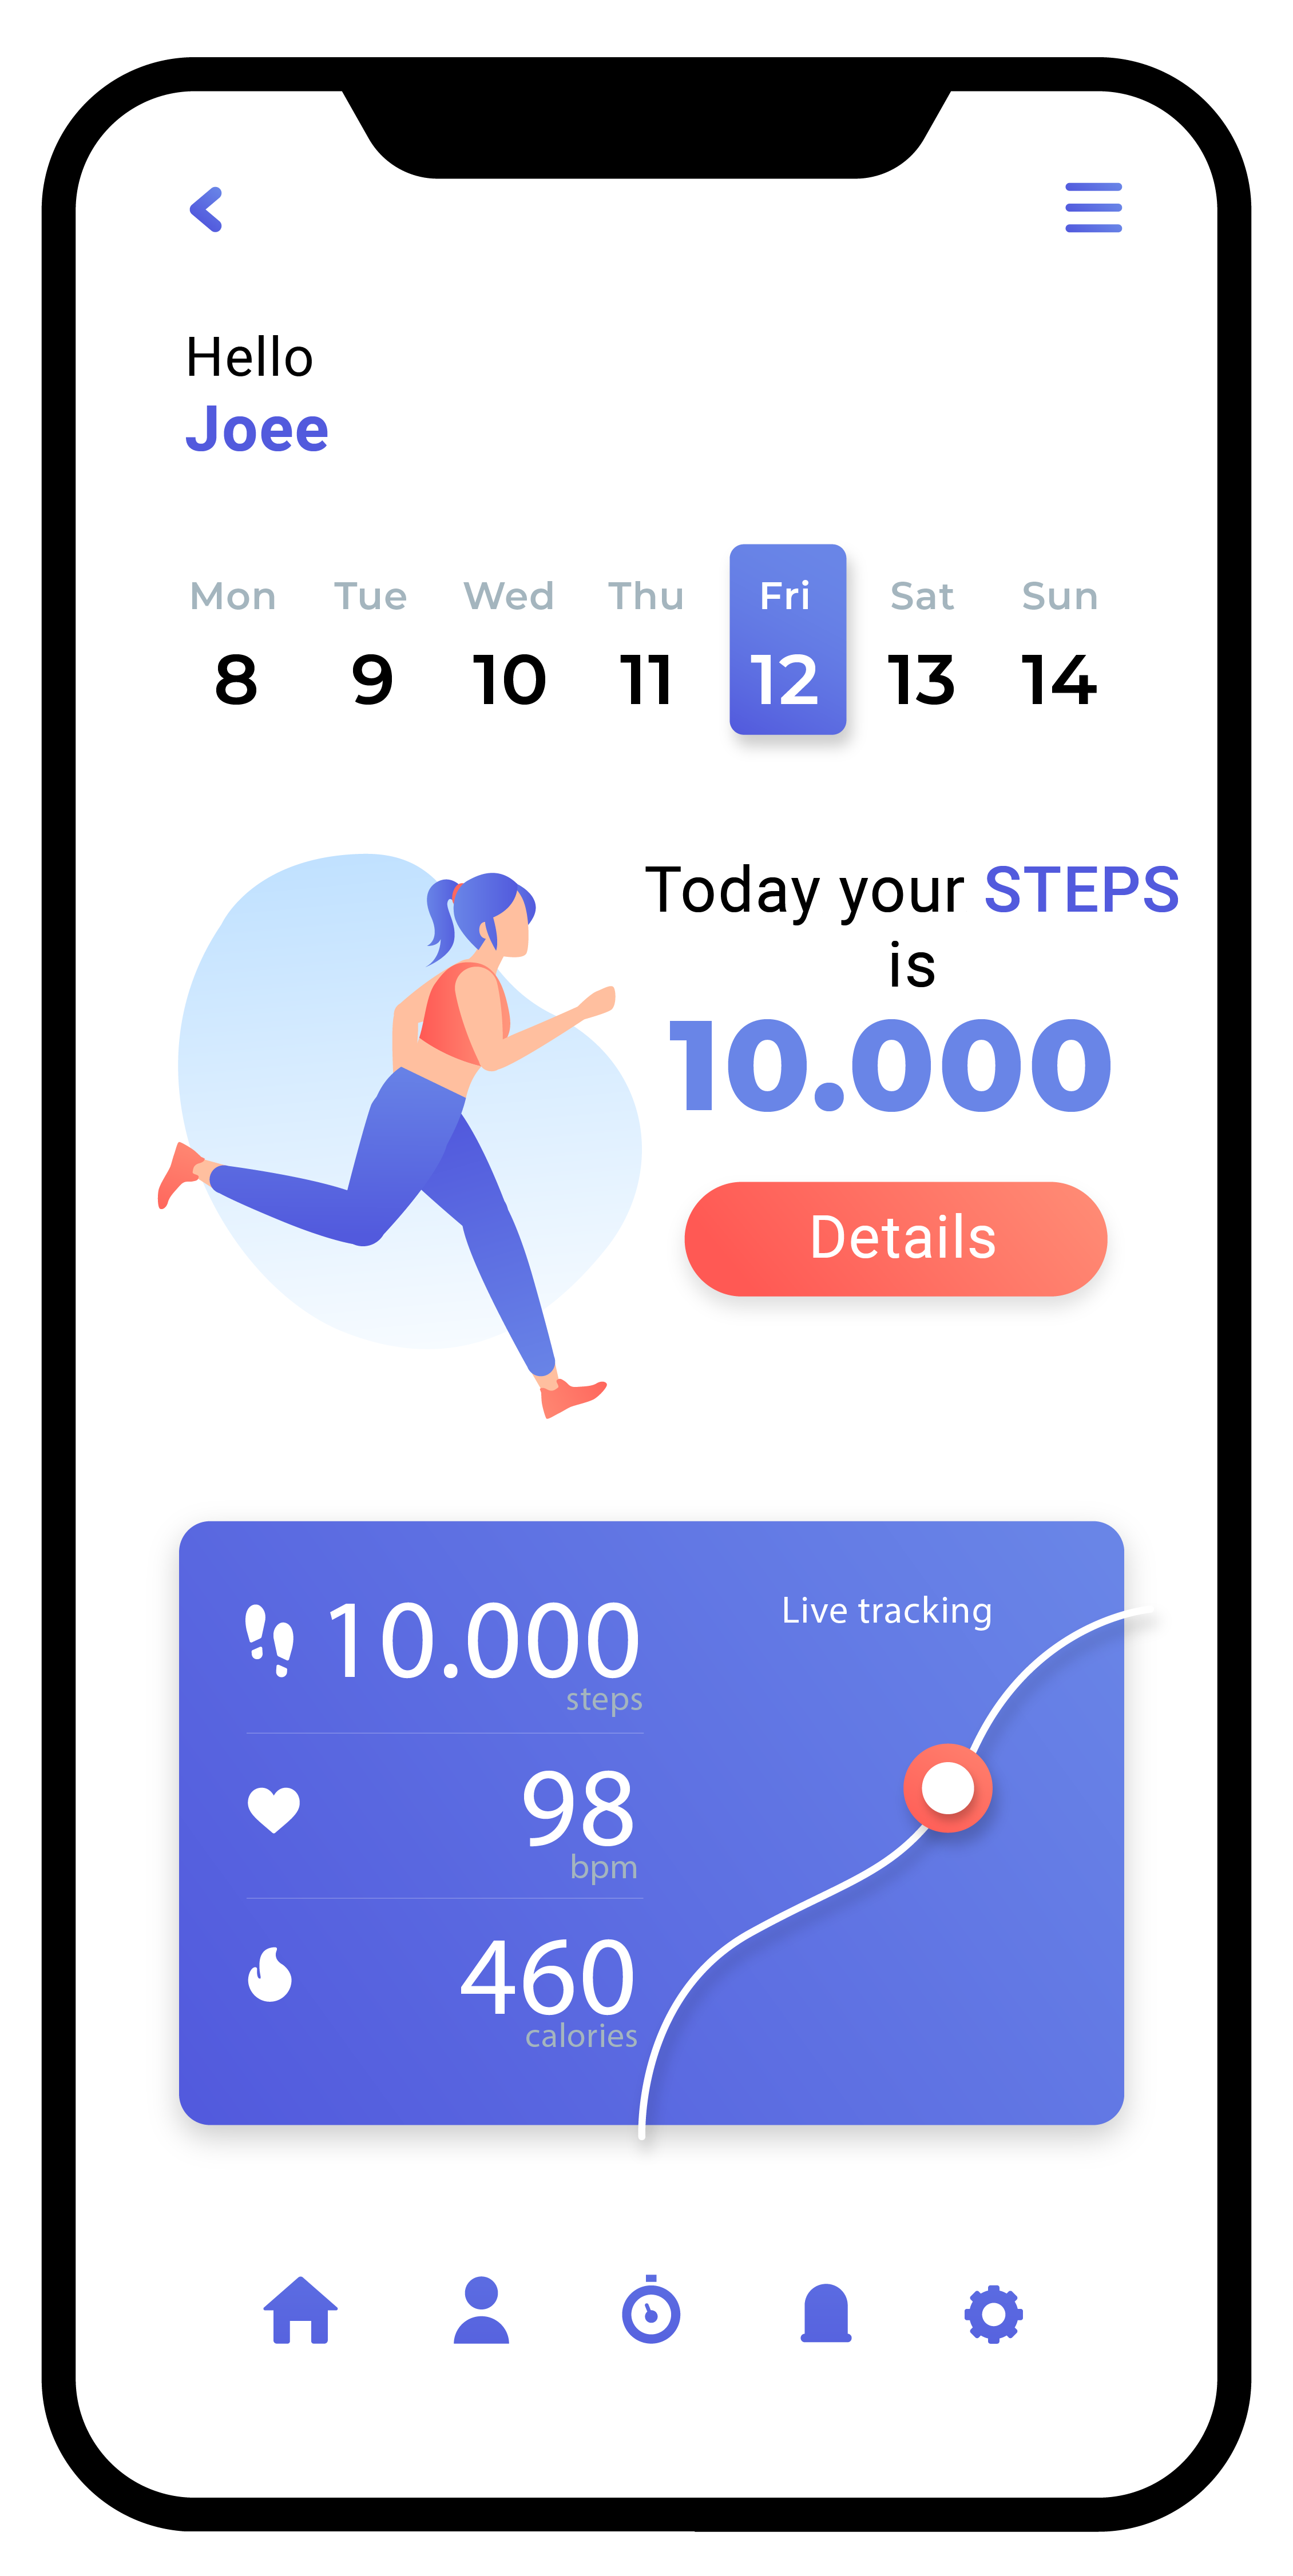 Hello
Joee
Mon Tue Wed Thu Fri Sat Sun
8 9 10 11 12 13 14
Today your STEPS
is
10.000
Details
10.000
steps
Live tracking
98
bpm
460
calories